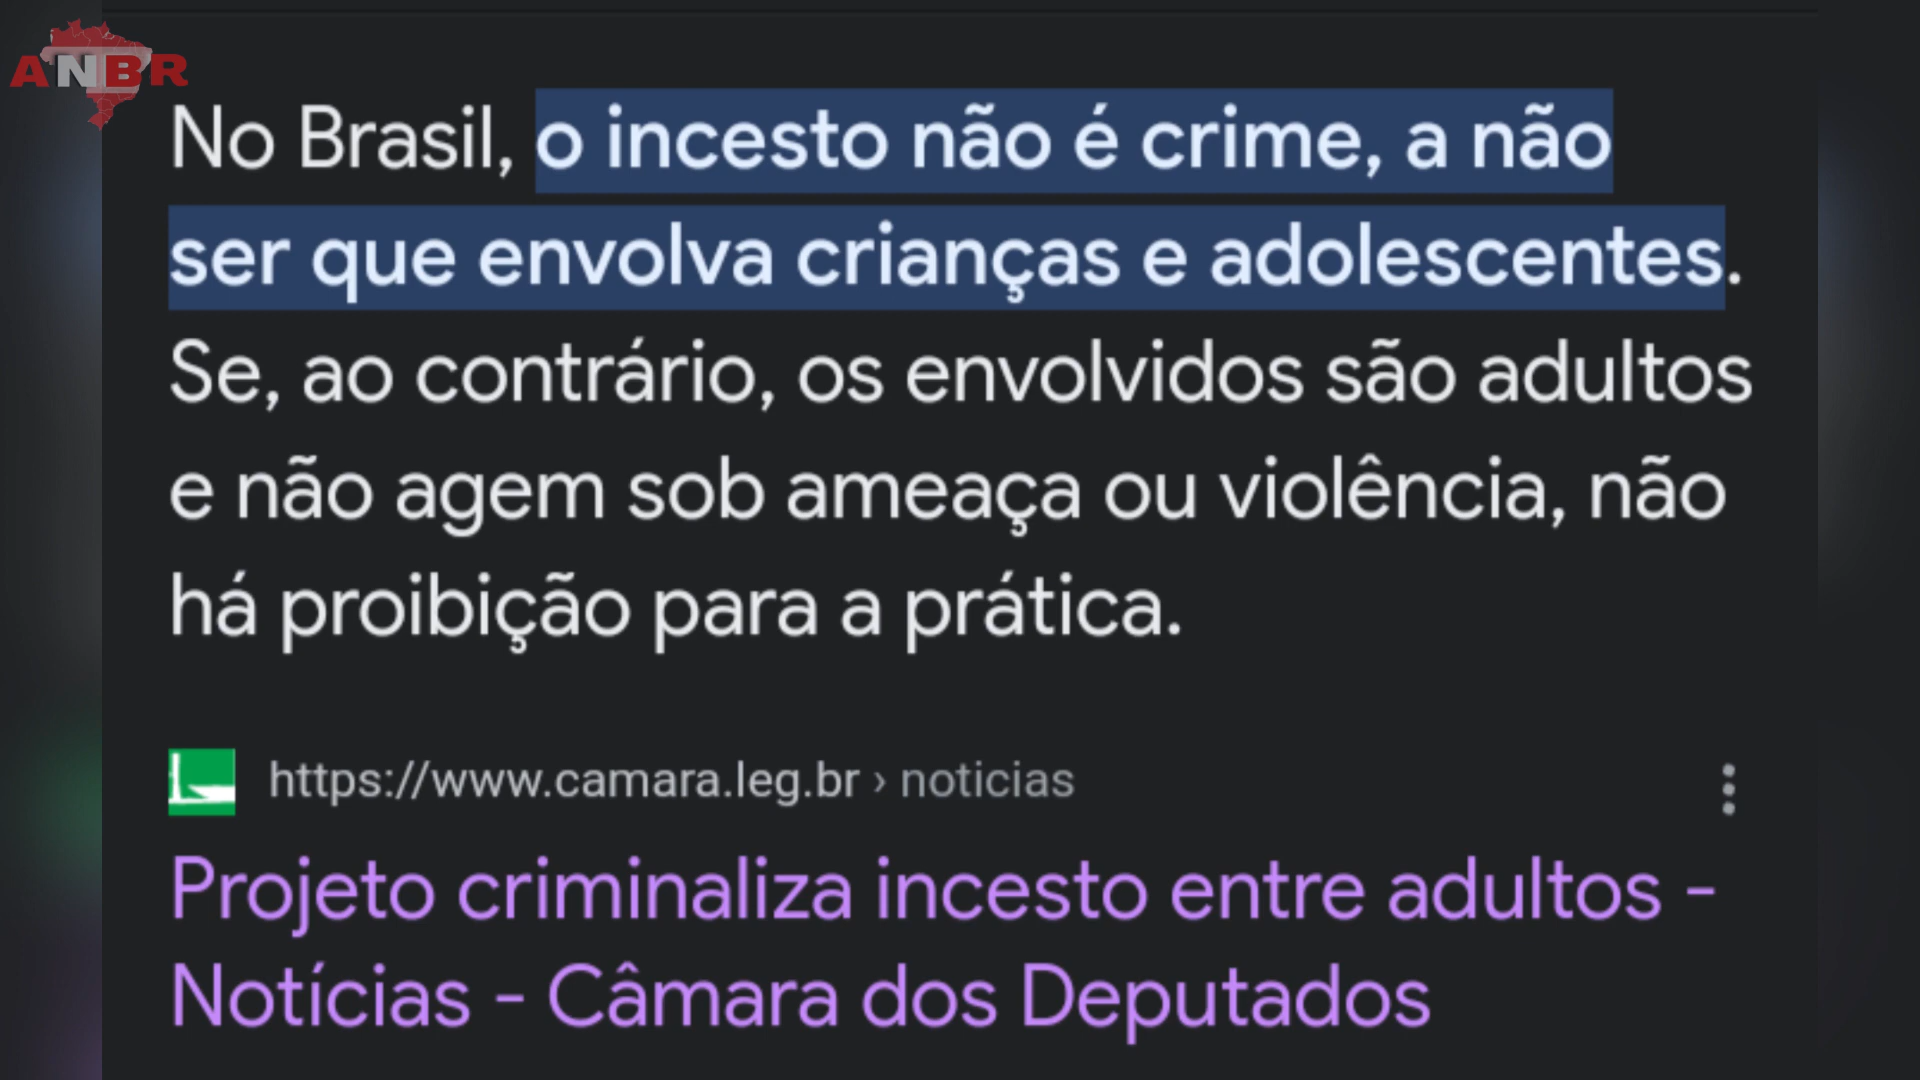 ANBR
No Brasil, o incesto não é crime, a não
ser que envolva crianças e adolescentes.
Se, ao contrário, os envolvidos são adultos
e não agem sob ameaça ou violência, não
há proibição para a prática.
https://www.camara.leg.br › noticias
Projeto criminaliza incesto entre adultos -
Notícias - Câmara dos Deputados